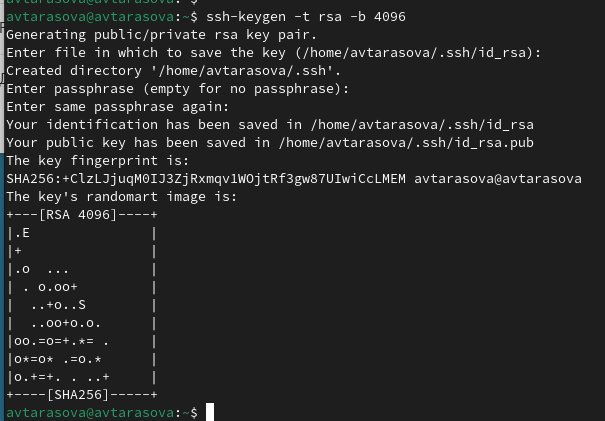 avtarasova@avtarasova:~$ ssh-keygen -t rsa -b 4096
Generating public/private rsa key pair.
Enter file in which to save the key (/home/avtarasova/.ssh/id_rsa):
Created directory '/home/avtarasova/.ssh'.
Enter passphrase (empty for no passphrase):
Enter same passphrase again:
Your identification has been saved in /home/avtarasova/.ssh/id_rsa
Your public key has been saved in /home/avtarasova/.ssh/id_rsa.pub
The key fingerprint is:
SHA256:+ClzLJjuqM0IJ3ZjRxmqv1WOjtRf3gw87UIwiCcLMEM avtarasova@avtarasova
The key's randomart image is:
+---[RSA 4096]----+
|.E               |
|+                |
|.o  ...          |
| . o.oo+         |
|  ..+o..S        |
|  ..oo+o.o.      |
|oo.=o=+.*= .     |
|o*=o* .=o.*      |
|o.+=+. . ..+     |
+----[SHA256]-----+
avtarasova@avtarasova:~$